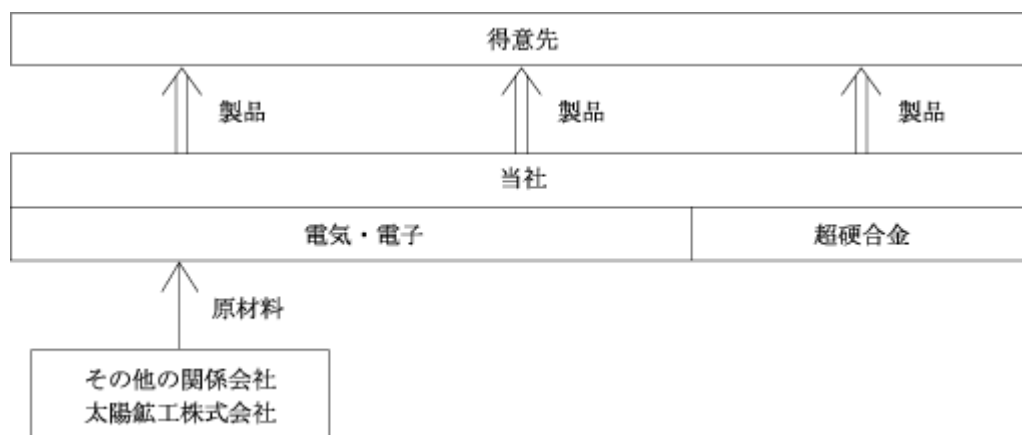 得意先
製品
製品
製品
当社
電気・電子
超硬合金
原材料
その他の関係会社
太陽鉱工株式会社